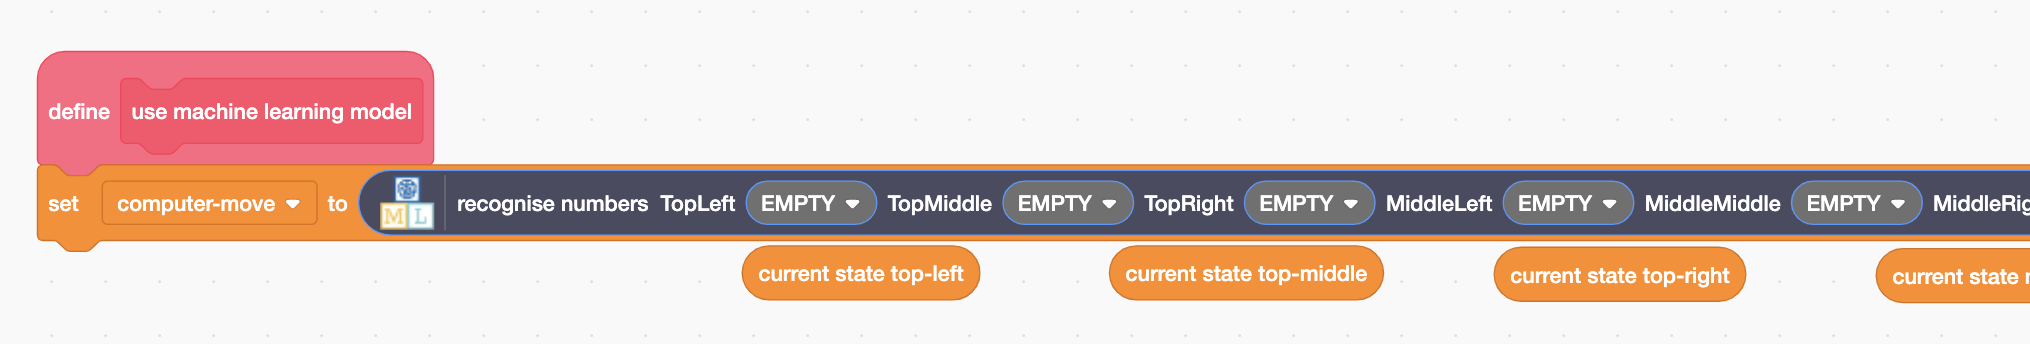 define use machine learning model
set computer-move to ML recognise numbers TopLeft EMPTY TopMiddle EMPTY TopRight EMPTY MiddleLeft EMPTY MiddleMiddle EMPTY
current state top-left current state top-middle current state top-right current state